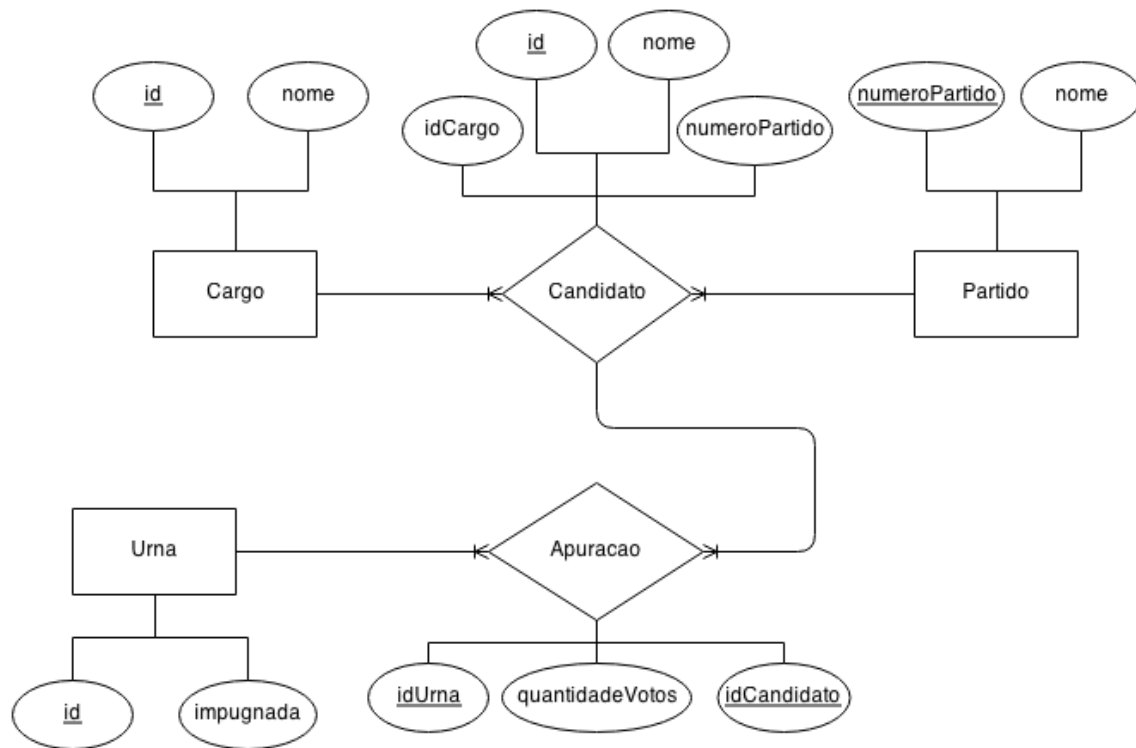 id
nome
id
nome
idCargo
numeroPartido
numeroPartido
nome
Cargo
Candidato
Partido
Urna
Apuracao
id
impugnada
idUrna
quantidadeVotos
idCandidato